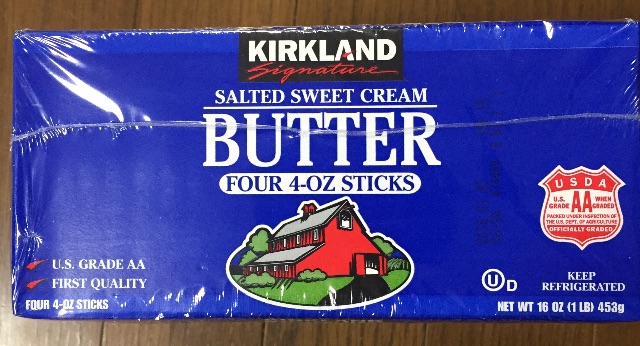 KIRKLAND
Signature
SALTED SWEET CREAM
BUTTER
FOUR 4-OZ STICKS
USDA
U.S. GRADE AA WHEN GRADED
PACKED UNDER INSPECTION OF
THE U.S. DEPT. OF AGRICULTURE
OFFICIALLY GRADED
U.S. GRADE AA
FIRST QUALITY
FOUR 4-OZ STICKS
U D
KEEP
REFRIGERATED
NET WT 16 OZ (1 LB) 453g